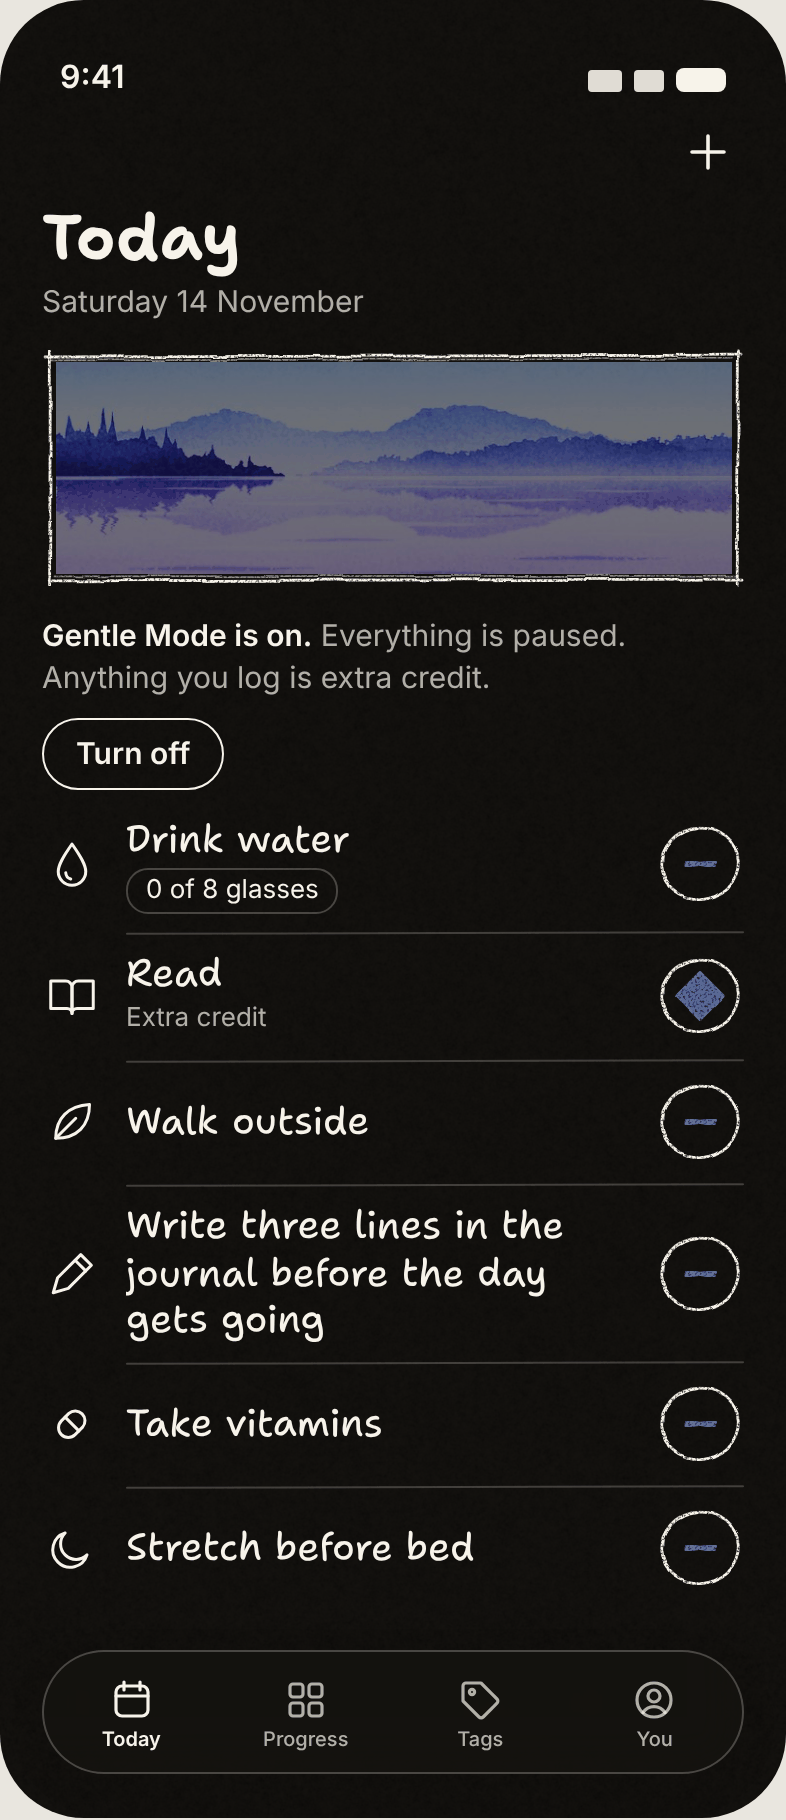 9:41
Today
Saturday 14 November
Gentle Mode is on. Everything is paused.
Anything you log is extra credit.
Turn off
Drink water
0 of 8 glasses
Read
Extra credit
Walk outside
Write three lines in the
journal before the day
gets going
Take vitamins
Stretch before bed
Today
Progress
Tags
You